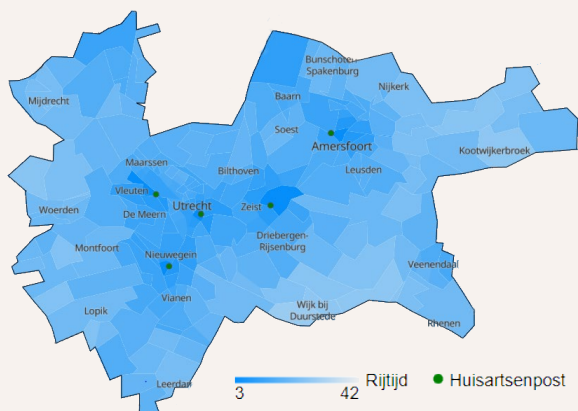 Bunschoten-
Spakenburg
Nijkerk
Mijdrecht
Baarn
Soest
Amersfoort
Kootwijkerbroek
Maarssen
Bilthoven
Leusden
Vleuten
Utrecht
Zeist
Woerden
De Meern
Driebergen-
Rijsenburg
Montfoort
Nieuwegein
Veenendaal
Vianen
Wijk bij
Duurstede
Lopik
Rhenen
Leerdam
3
42
Rijtijd
Huisartsenpost